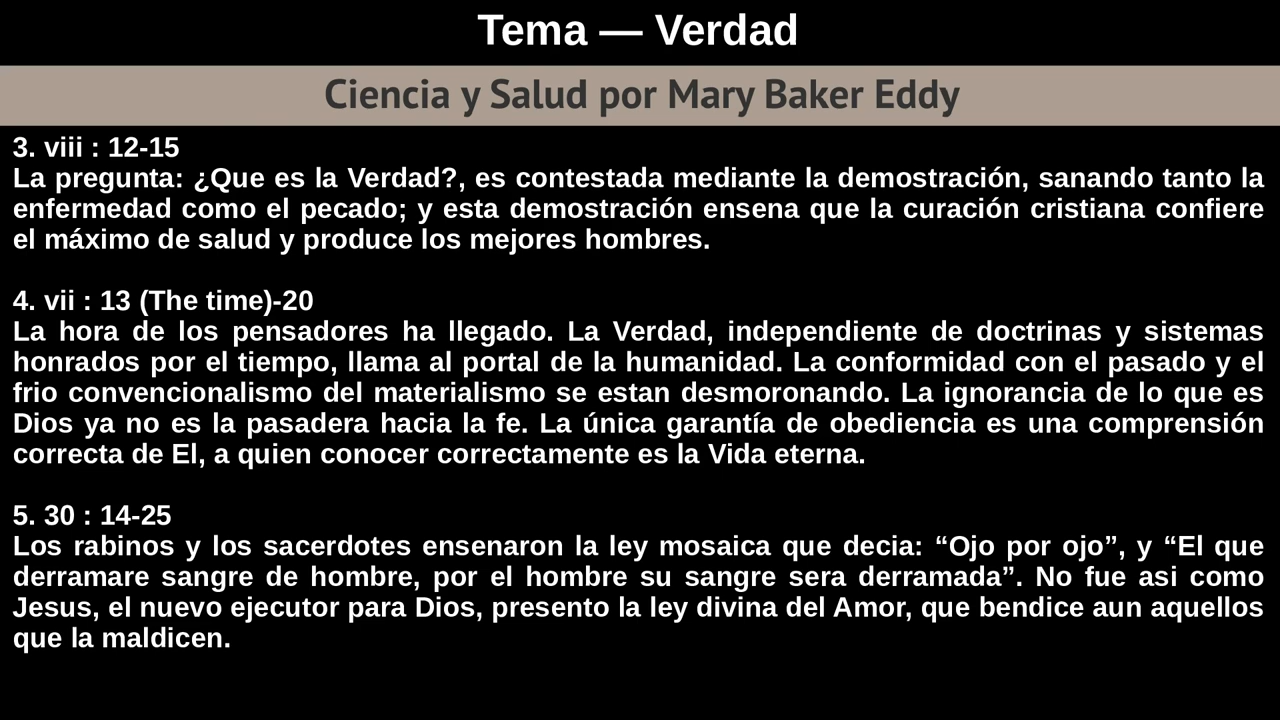 Tema — Verdad
Ciencia y Salud por Mary Baker Eddy
3. viii : 12-15
La pregunta: ¿Que es la Verdad?, es contestada mediante la demostración, sanando tanto la
enfermedad como el pecado; y esta demostración ensena que la curación cristiana confiere
el máximo de salud y produce los mejores hombres.
4. vii : 13 (The time)-20
La hora de los pensadores ha llegado. La Verdad, independiente de doctrinas y sistemas
honrados por el tiempo, llama al portal de la humanidad. La conformidad con el pasado y el
frio convencionalismo del materialismo se estan desmoronando. La ignorancia de lo que es
Dios ya no es la pasadera hacia la fe. La única garantía de obediencia es una comprensión
correcta de El, a quien conocer correctamente es la Vida eterna.
5. 30 : 14-25
Los rabinos y los sacerdotes ensenaron la ley mosaica que decia: “Ojo por ojo”, y “El que
derramare sangre de hombre, por el hombre su sangre sera derramada”. No fue asi como
Jesus, el nuevo ejecutor para Dios, presento la ley divina del Amor, que bendice aun aquellos
que la maldicen.